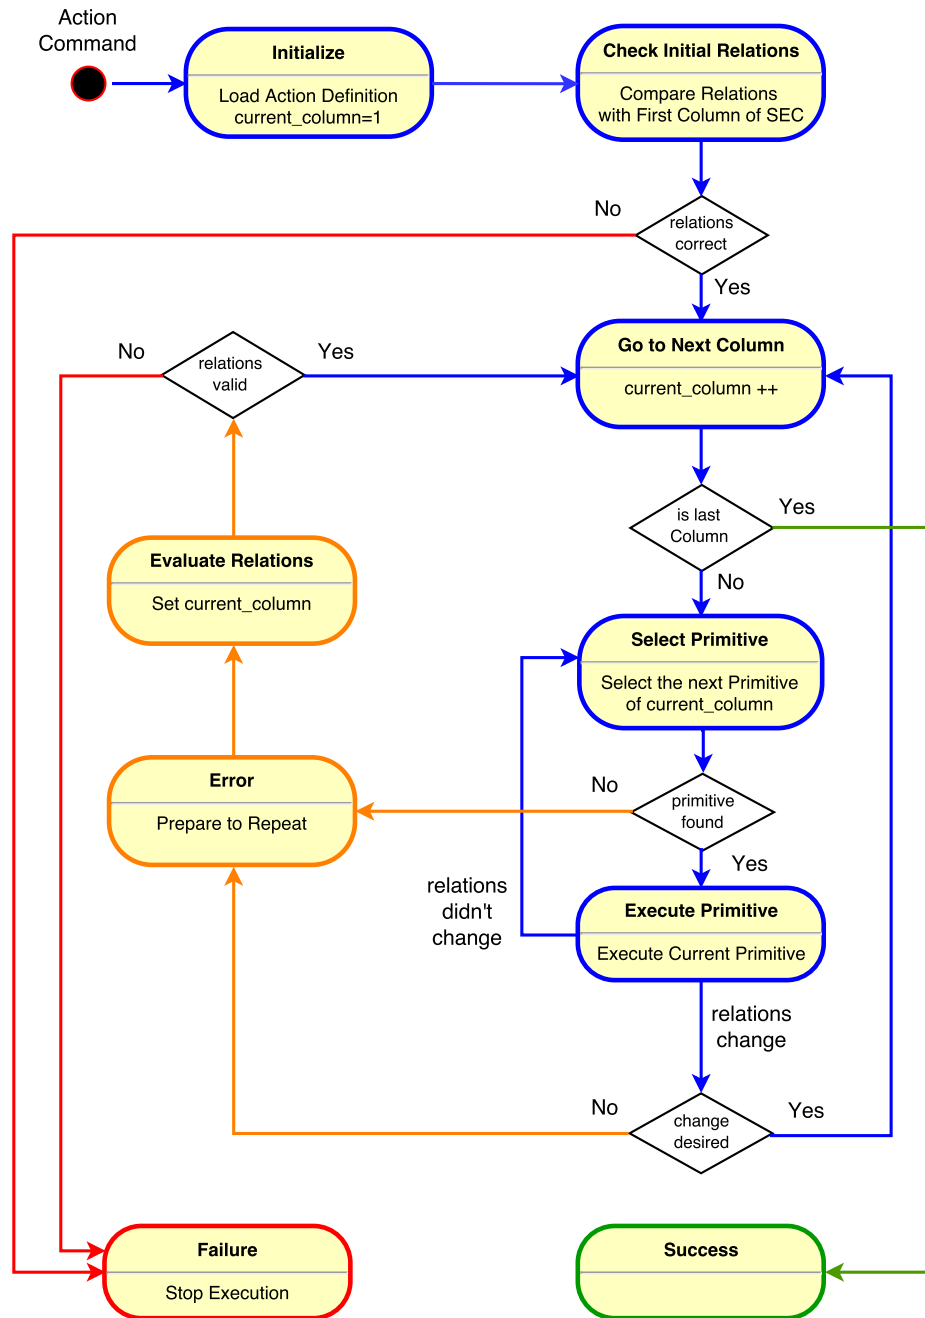 Action
Command
Initialize
Load Action Definition
current_column=1
Check Initial Relations
Compare Relations
with First Column of SEC
No
relations
correct
Yes
No
relations
valid
Yes
Go to Next Column
current_column ++
is last
Column
Yes
No
Evaluate Relations
Set current_column
Select Primitive
Select the next Primitive
of current_column
Error
Prepare to Repeat
No
primitive
found
Yes
relations
didn't
change
Execute Primitive
Execute Current Primitive
relations
change
No
change
desired
Yes
Failure
Stop Execution
Success